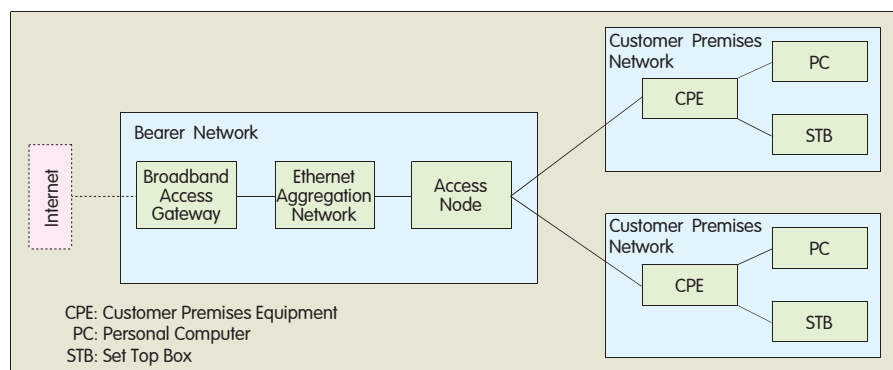 Internet
Bearer Network
Broadband
Access
Gateway
Ethernet
Aggregation
Network
Access
Node
Customer Premises
Network
CPE
PC
STB
Customer Premises
Network
CPE
PC
STB
CPE: Customer Premises Equipment
PC: Personal Computer
STB: Set Top Box